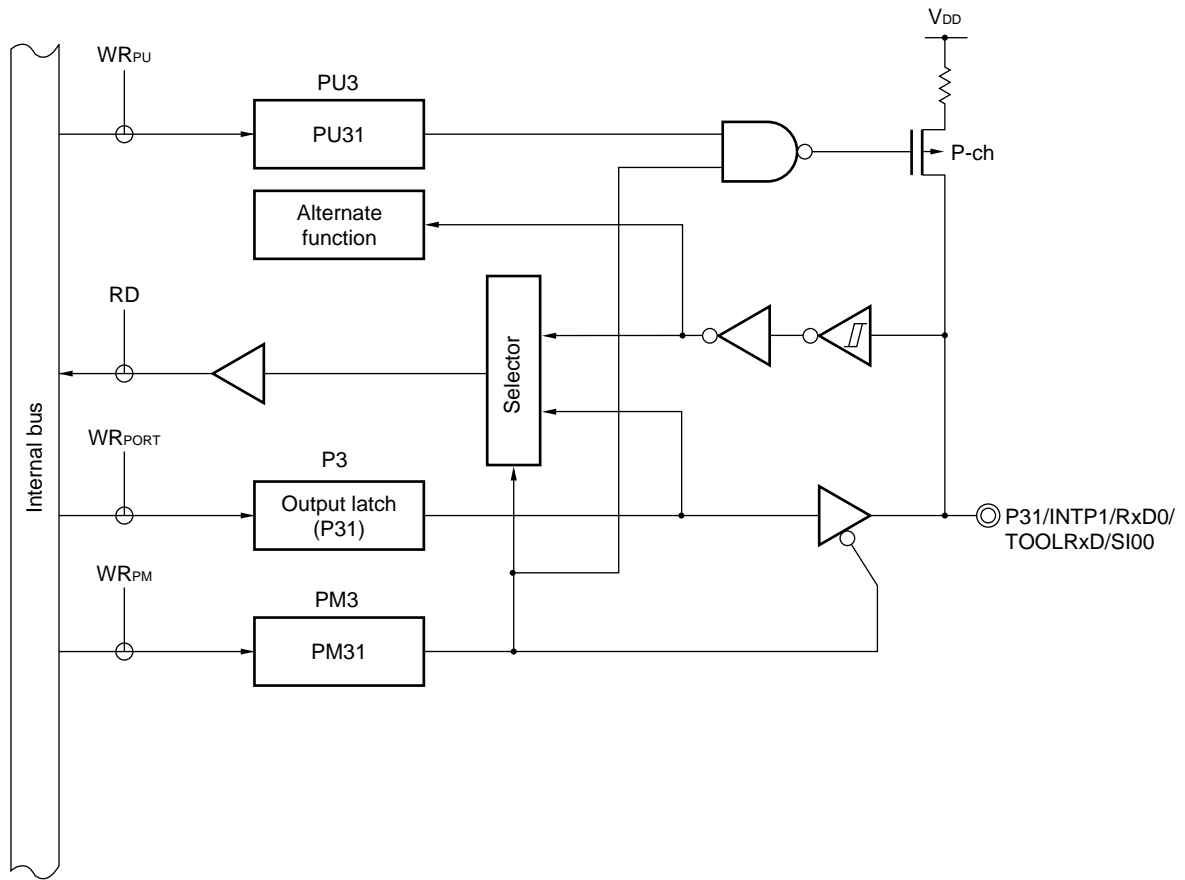 VDD
WRPU
PU3
PU31
P-ch
Alternate
function
RD
Selector
Internal bus
WRPORT
P3
Output latch
(P31)
P31/INTP1/RxD0/
TOOLRxD/SI00
WRPM
PM3
PM31